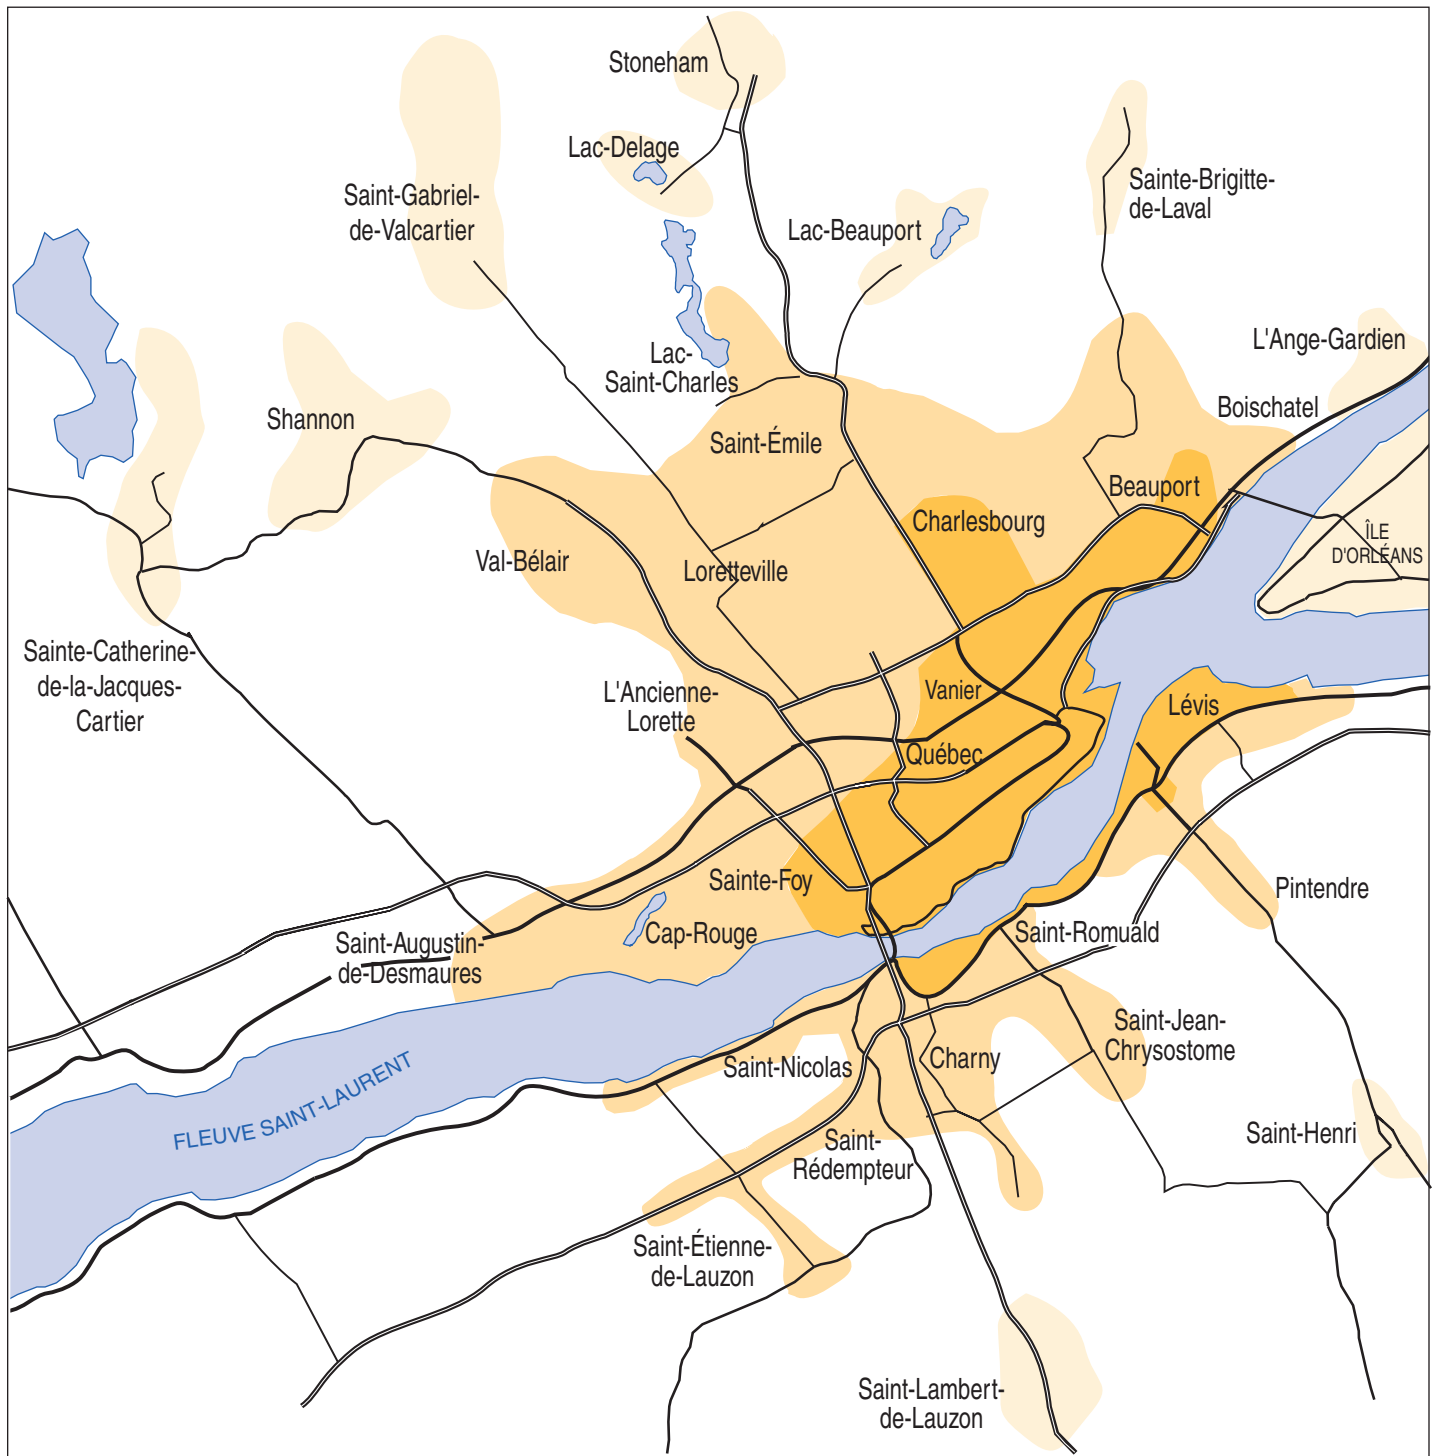 Stoneham
Lac-Delage
Saint-Gabriel-
de-Valcartier
Sainte-Brigitte-
de-Laval
Lac-Beauport
L'Ange-Gardien
Lac-
Saint-Charles
Boischatel
Shannon
Saint-Émile
Beauport
Charlesbourg
ÎLE
D'ORLÉANS
Val-Bélair
Loretteville
Sainte-Catherine-
de-la-Jacques-
Cartier
L'Ancienne-
Lorette
Vanier
Lévis
Québec
Sainte-Foy
Pintendre
Cap-Rouge
Saint-Romuald
Saint-Augustin-
de-Desmaures
Saint-Jean-
Chrysostome
Saint-Nicolas
Charny
FLEUVE SAINT-LAURENT
Saint-Henri
Saint-
Rédempteur
Saint-Étienne-
de-Lauzon
Saint-Lambert-
de-Lauzon